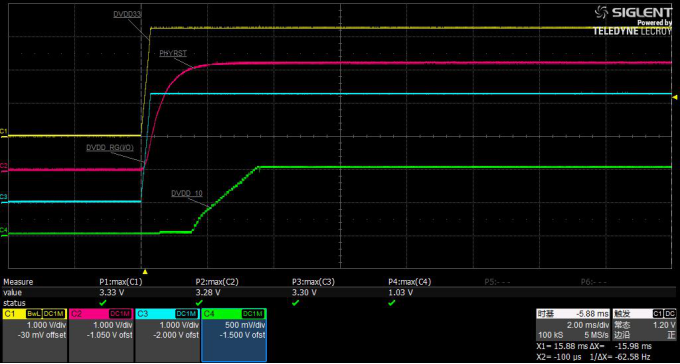 DVDD33
SIGLENT
Powered by
TELEDYNE LECROY
PHYRST
C1
DVDD_RG(I/O)
C2
DVDD_10
C3
C4
Measure P1:max(C1) P2:max(C2) P3:max(C3) P4:max(C4) P5:- - - P6:- - -
value 3.33 V 3.28 V 3.30 V 1.03 V
status
C1 BwL DC1M C2 DC1M C3 DC1M C4 DC1M 时基 -5.88 ms 触发 C1 DC
1.000 V/div 1.000 V/div 1.000 V/div 500 mV/div 2.00 ms/div 常态 1.20 V
-30 mV offset -1.050 V offst -2.000 V offst -1.500 V offst 100 kS 5 MS/s 边沿 正
X1= 15.88 ms ΔX= -15.98 ms
X2= -100 µs 1/ΔX= -62.58 Hz